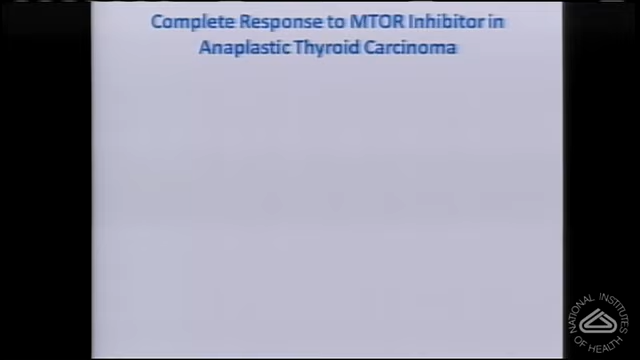 Complete Response to MTOR Inhibitor in
Anaplastic Thyroid Carcinoma
NATIONAL INSTITUTES
OF HEALTH